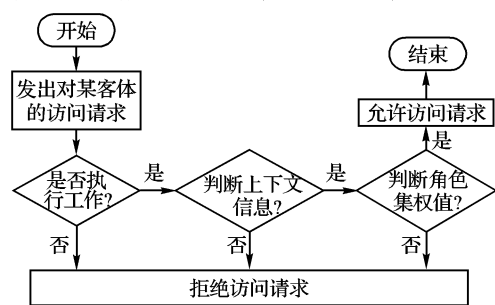 开始
发出对某客体
的访问请求
是否执
行工作?
是
否
判断上下文
信息?
是
否
判断角色
集权值?
是
否
允许访问请求
结束
拒绝访问请求